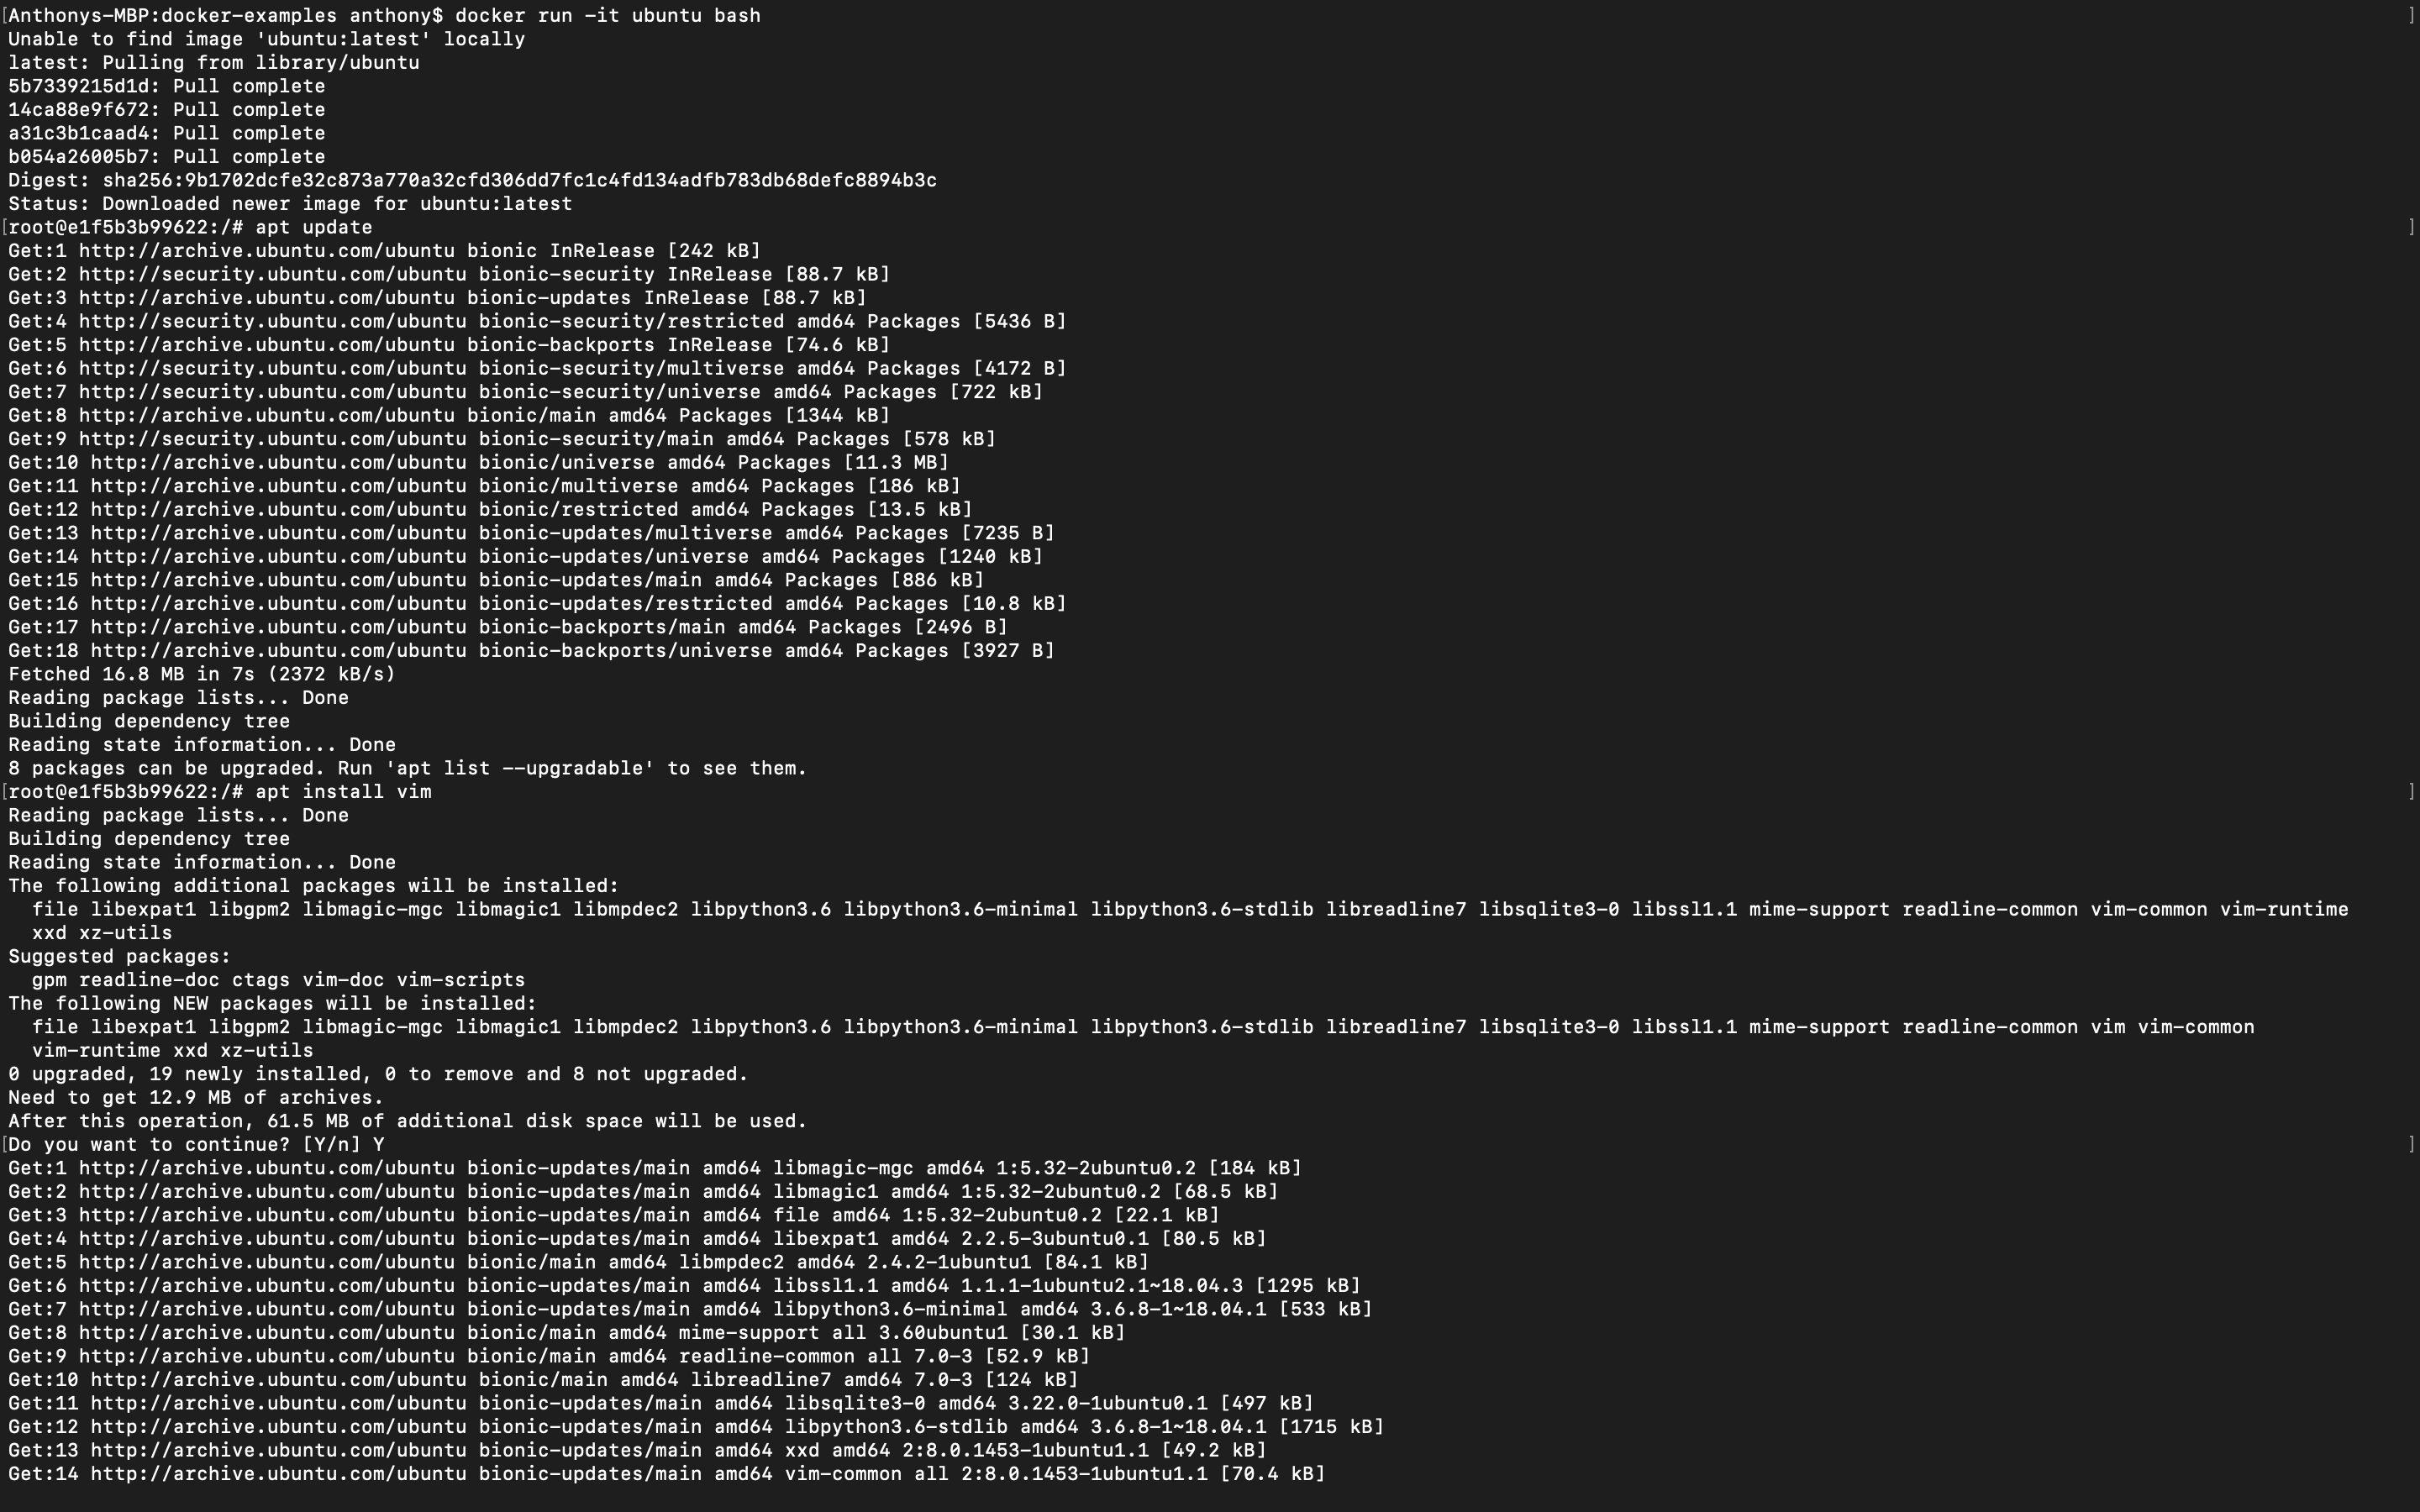 [Anthonys-MBP:docker-examples anthony$ docker run -it ubuntu bash ]
Unable to find image 'ubuntu:latest' locally
latest: Pulling from library/ubuntu
5b7339215d1d: Pull complete
14ca88e9f672: Pull complete
a31c3b1caad4: Pull complete
b054a26005b7: Pull complete
Digest: sha256:9b1702dcfe32c873a770a32cfd306dd7fc1c4fd134adfb783db68defc8894b3c
Status: Downloaded newer image for ubuntu:latest
[root@e1f5b3b99622:/# apt update ]
Get:1 http://archive.ubuntu.com/ubuntu bionic InRelease [242 kB]
Get:2 http://security.ubuntu.com/ubuntu bionic-security InRelease [88.7 kB]
Get:3 http://archive.ubuntu.com/ubuntu bionic-updates InRelease [88.7 kB]
Get:4 http://security.ubuntu.com/ubuntu bionic-security/restricted amd64 Packages [5436 B]
Get:5 http://archive.ubuntu.com/ubuntu bionic-backports InRelease [74.6 kB]
Get:6 http://security.ubuntu.com/ubuntu bionic-security/multiverse amd64 Packages [4172 B]
Get:7 http://security.ubuntu.com/ubuntu bionic-security/universe amd64 Packages [722 kB]
Get:8 http://archive.ubuntu.com/ubuntu bionic/main amd64 Packages [1344 kB]
Get:9 http://security.ubuntu.com/ubuntu bionic-security/main amd64 Packages [578 kB]
Get:10 http://archive.ubuntu.com/ubuntu bionic/universe amd64 Packages [11.3 MB]
Get:11 http://archive.ubuntu.com/ubuntu bionic/multiverse amd64 Packages [186 kB]
Get:12 http://archive.ubuntu.com/ubuntu bionic/restricted amd64 Packages [13.5 kB]
Get:13 http://archive.ubuntu.com/ubuntu bionic-updates/multiverse amd64 Packages [7235 B]
Get:14 http://archive.ubuntu.com/ubuntu bionic-updates/universe amd64 Packages [1240 kB]
Get:15 http://archive.ubuntu.com/ubuntu bionic-updates/main amd64 Packages [886 kB]
Get:16 http://archive.ubuntu.com/ubuntu bionic-updates/restricted amd64 Packages [10.8 kB]
Get:17 http://archive.ubuntu.com/ubuntu bionic-backports/main amd64 Packages [2496 B]
Get:18 http://archive.ubuntu.com/ubuntu bionic-backports/universe amd64 Packages [3927 B]
Fetched 16.8 MB in 7s (2372 kB/s)
Reading package lists... Done
Building dependency tree
Reading state information... Done
8 packages can be upgraded. Run 'apt list --upgradable' to see them.
[root@e1f5b3b99622:/# apt install vim ]
Reading package lists... Done
Building dependency tree
Reading state information... Done
The following additional packages will be installed:
file libexpat1 libgpm2 libmagic-mgc libmagic1 libmpdec2 libpython3.6 libpython3.6-minimal libpython3.6-stdlib libreadline7 libsqlite3-0 libssl1.1 mime-support readline-common vim-common vim-runtime
xxd xz-utils
Suggested packages:
gpm readline-doc ctags vim-doc vim-scripts
The following NEW packages will be installed:
file libexpat1 libgpm2 libmagic-mgc libmagic1 libmpdec2 libpython3.6 libpython3.6-minimal libpython3.6-stdlib libreadline7 libsqlite3-0 libssl1.1 mime-support readline-common vim vim-common
vim-runtime xxd xz-utils
0 upgraded, 19 newly installed, 0 to remove and 8 not upgraded.
Need to get 12.9 MB of archives.
After this operation, 61.5 MB of additional disk space will be used.
[Do you want to continue? [Y/n] Y ]
Get:1 http://archive.ubuntu.com/ubuntu bionic-updates/main amd64 libmagic-mgc amd64 1:5.32-2ubuntu0.2 [184 kB]
Get:2 http://archive.ubuntu.com/ubuntu bionic-updates/main amd64 libmagic1 amd64 1:5.32-2ubuntu0.2 [68.5 kB]
Get:3 http://archive.ubuntu.com/ubuntu bionic-updates/main amd64 file amd64 1:5.32-2ubuntu0.2 [22.1 kB]
Get:4 http://archive.ubuntu.com/ubuntu bionic-updates/main amd64 libexpat1 amd64 2.2.5-3ubuntu0.1 [80.5 kB]
Get:5 http://archive.ubuntu.com/ubuntu bionic/main amd64 libmpdec2 amd64 2.4.2-1ubuntu1 [84.1 kB]
Get:6 http://archive.ubuntu.com/ubuntu bionic-updates/main amd64 libssl1.1 amd64 1.1.1-1ubuntu2.1~18.04.3 [1295 kB]
Get:7 http://archive.ubuntu.com/ubuntu bionic-updates/main amd64 libpython3.6-minimal amd64 3.6.8-1~18.04.1 [533 kB]
Get:8 http://archive.ubuntu.com/ubuntu bionic/main amd64 mime-support all 3.60ubuntu1 [30.1 kB]
Get:9 http://archive.ubuntu.com/ubuntu bionic/main amd64 readline-common all 7.0-3 [52.9 kB]
Get:10 http://archive.ubuntu.com/ubuntu bionic/main amd64 libreadline7 amd64 7.0-3 [124 kB]
Get:11 http://archive.ubuntu.com/ubuntu bionic-updates/main amd64 libsqlite3-0 amd64 3.22.0-1ubuntu0.1 [497 kB]
Get:12 http://archive.ubuntu.com/ubuntu bionic-updates/main amd64 libpython3.6-stdlib amd64 3.6.8-1~18.04.1 [1715 kB]
Get:13 http://archive.ubuntu.com/ubuntu bionic-updates/main amd64 xxd amd64 2:8.0.1453-1ubuntu1.1 [49.2 kB]
Get:14 http://archive.ubuntu.com/ubuntu bionic-updates/main amd64 vim-common all 2:8.0.1453-1ubuntu1.1 [70.4 kB]